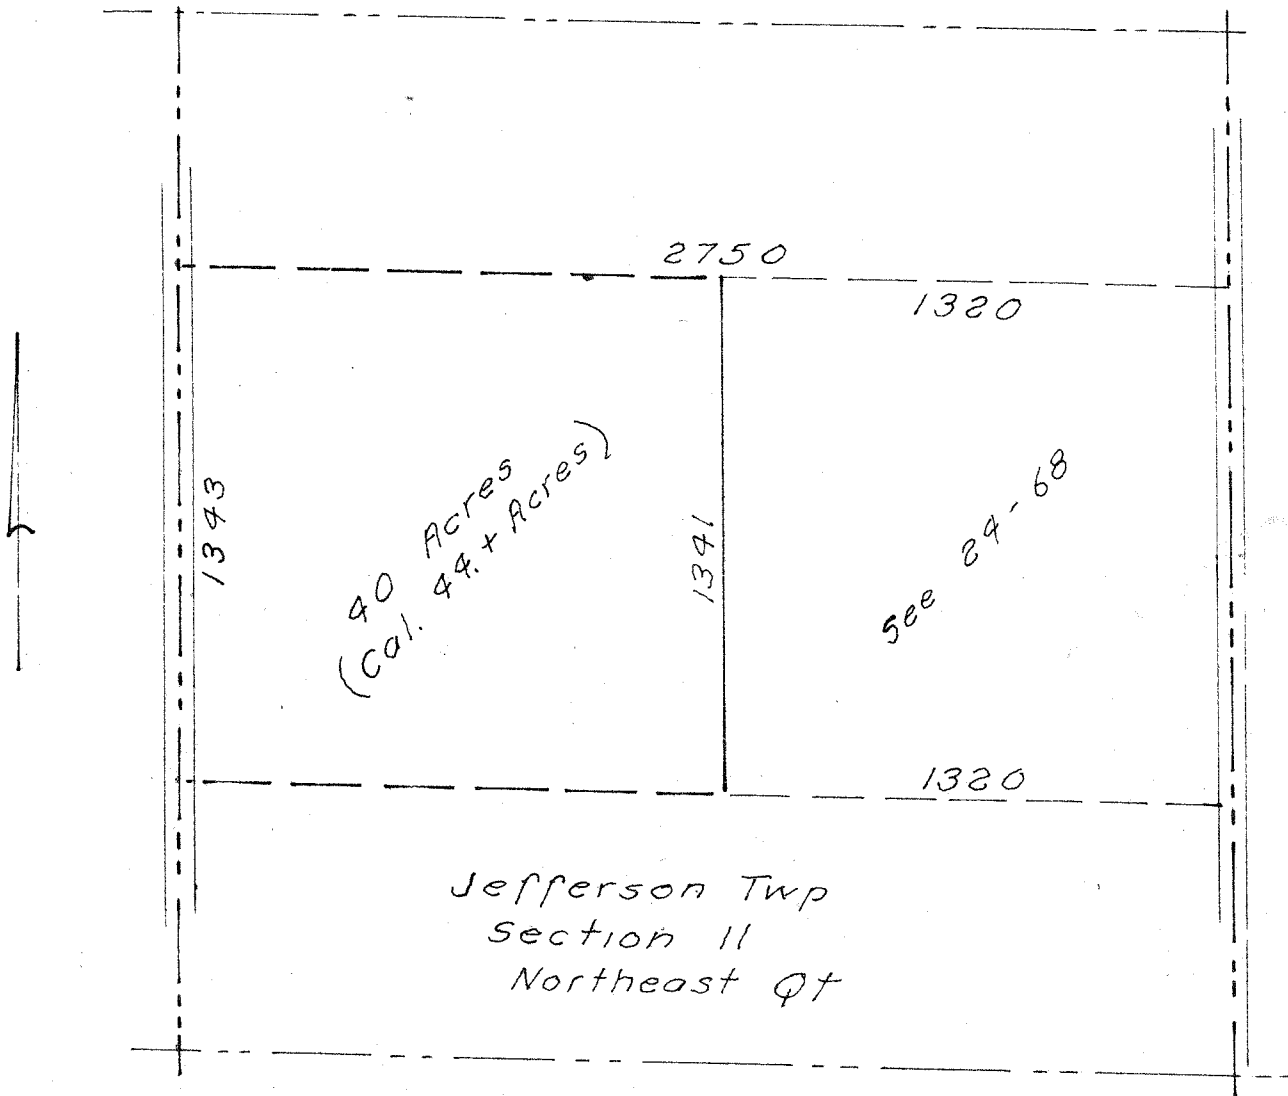 2750
1320
1343
40 Acres
(Cal. 44.+ Acres)
1341
See 24-68
1320
Jefferson Twp
Section 11
Northeast Qt